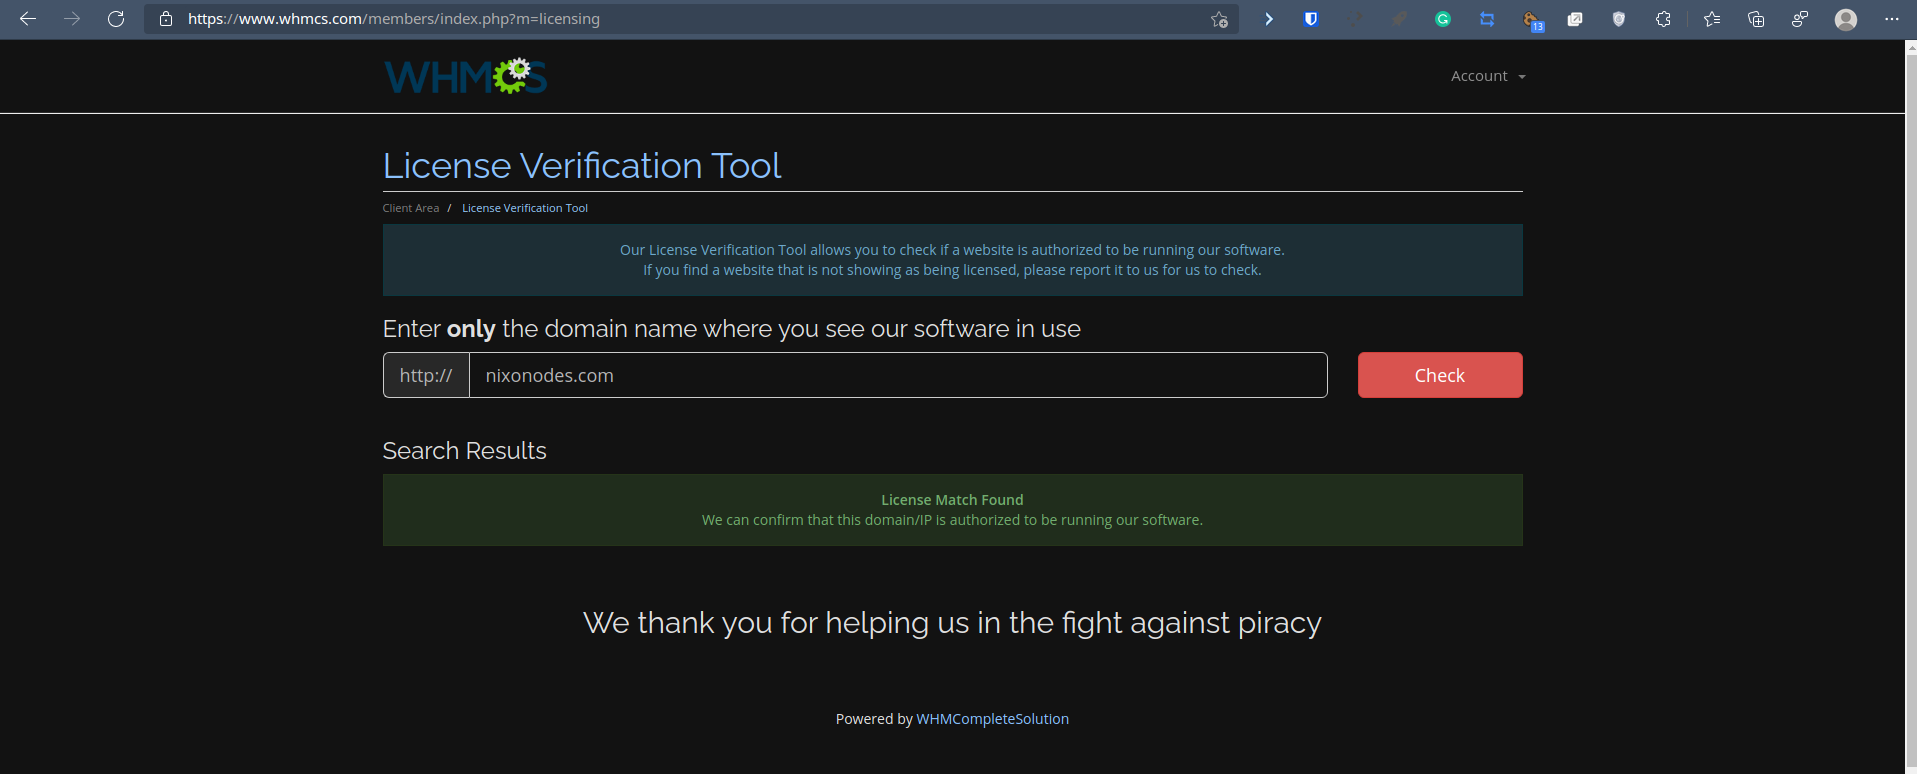 https://www.whmcs.com/members/index.php?m=licensing
13
WHMCS
Account
License Verification Tool
Client Area / License Verification Tool
Our License Verification Tool allows you to check if a website is authorized to be running our software.
If you find a website that is not showing as being licensed, please report it to us for us to check.
Enter only the domain name where you see our software in use
http:// nixonodes.com Check
Search Results
License Match Found
We can confirm that this domain/IP is authorized to be running our software.
We thank you for helping us in the fight against piracy
Powered by WHMCompleteSolution